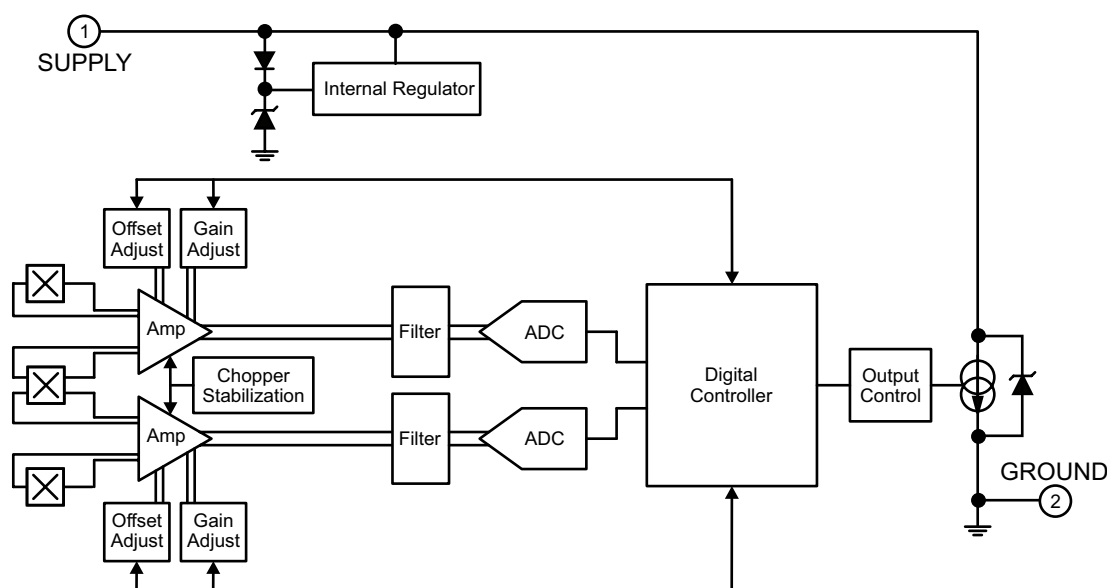 1
SUPPLY
Internal Regulator
Offset
Adjust
Gain
Adjust
Amp
Filter
ADC
Chopper
Stabilization
Digital
Controller
Output
Control
Amp
Filter
ADC
GROUND
2
Offset
Adjust
Gain
Adjust